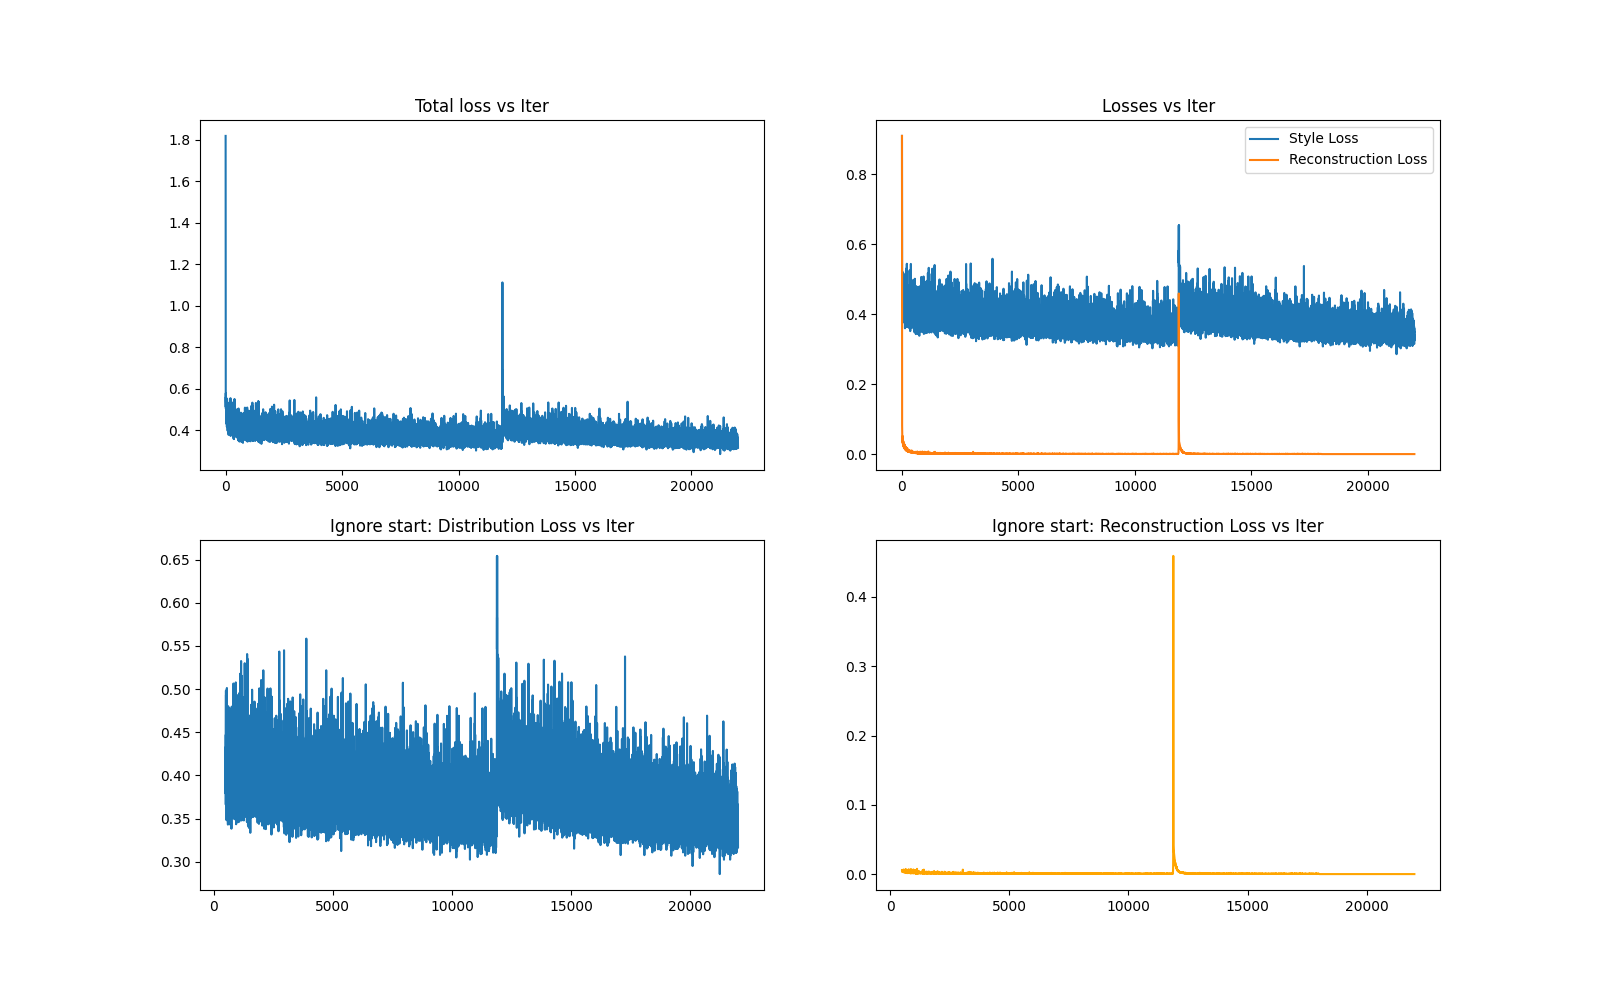 Total loss vs Iter
1.8
1.6
1.4
1.2
1.0
0.8
0.6
0.4
0 5000 10000 15000 20000
Losses vs Iter
Style Loss
Reconstruction Loss
0.8
0.6
0.4
0.2
0.0
0 5000 10000 15000 20000
Ignore start: Distribution Loss vs Iter
0.65
0.60
0.55
0.50
0.45
0.40
0.35
0.30
0 5000 10000 15000 20000
Ignore start: Reconstruction Loss vs Iter
0.4
0.3
0.2
0.1
0.0
0 5000 10000 15000 20000